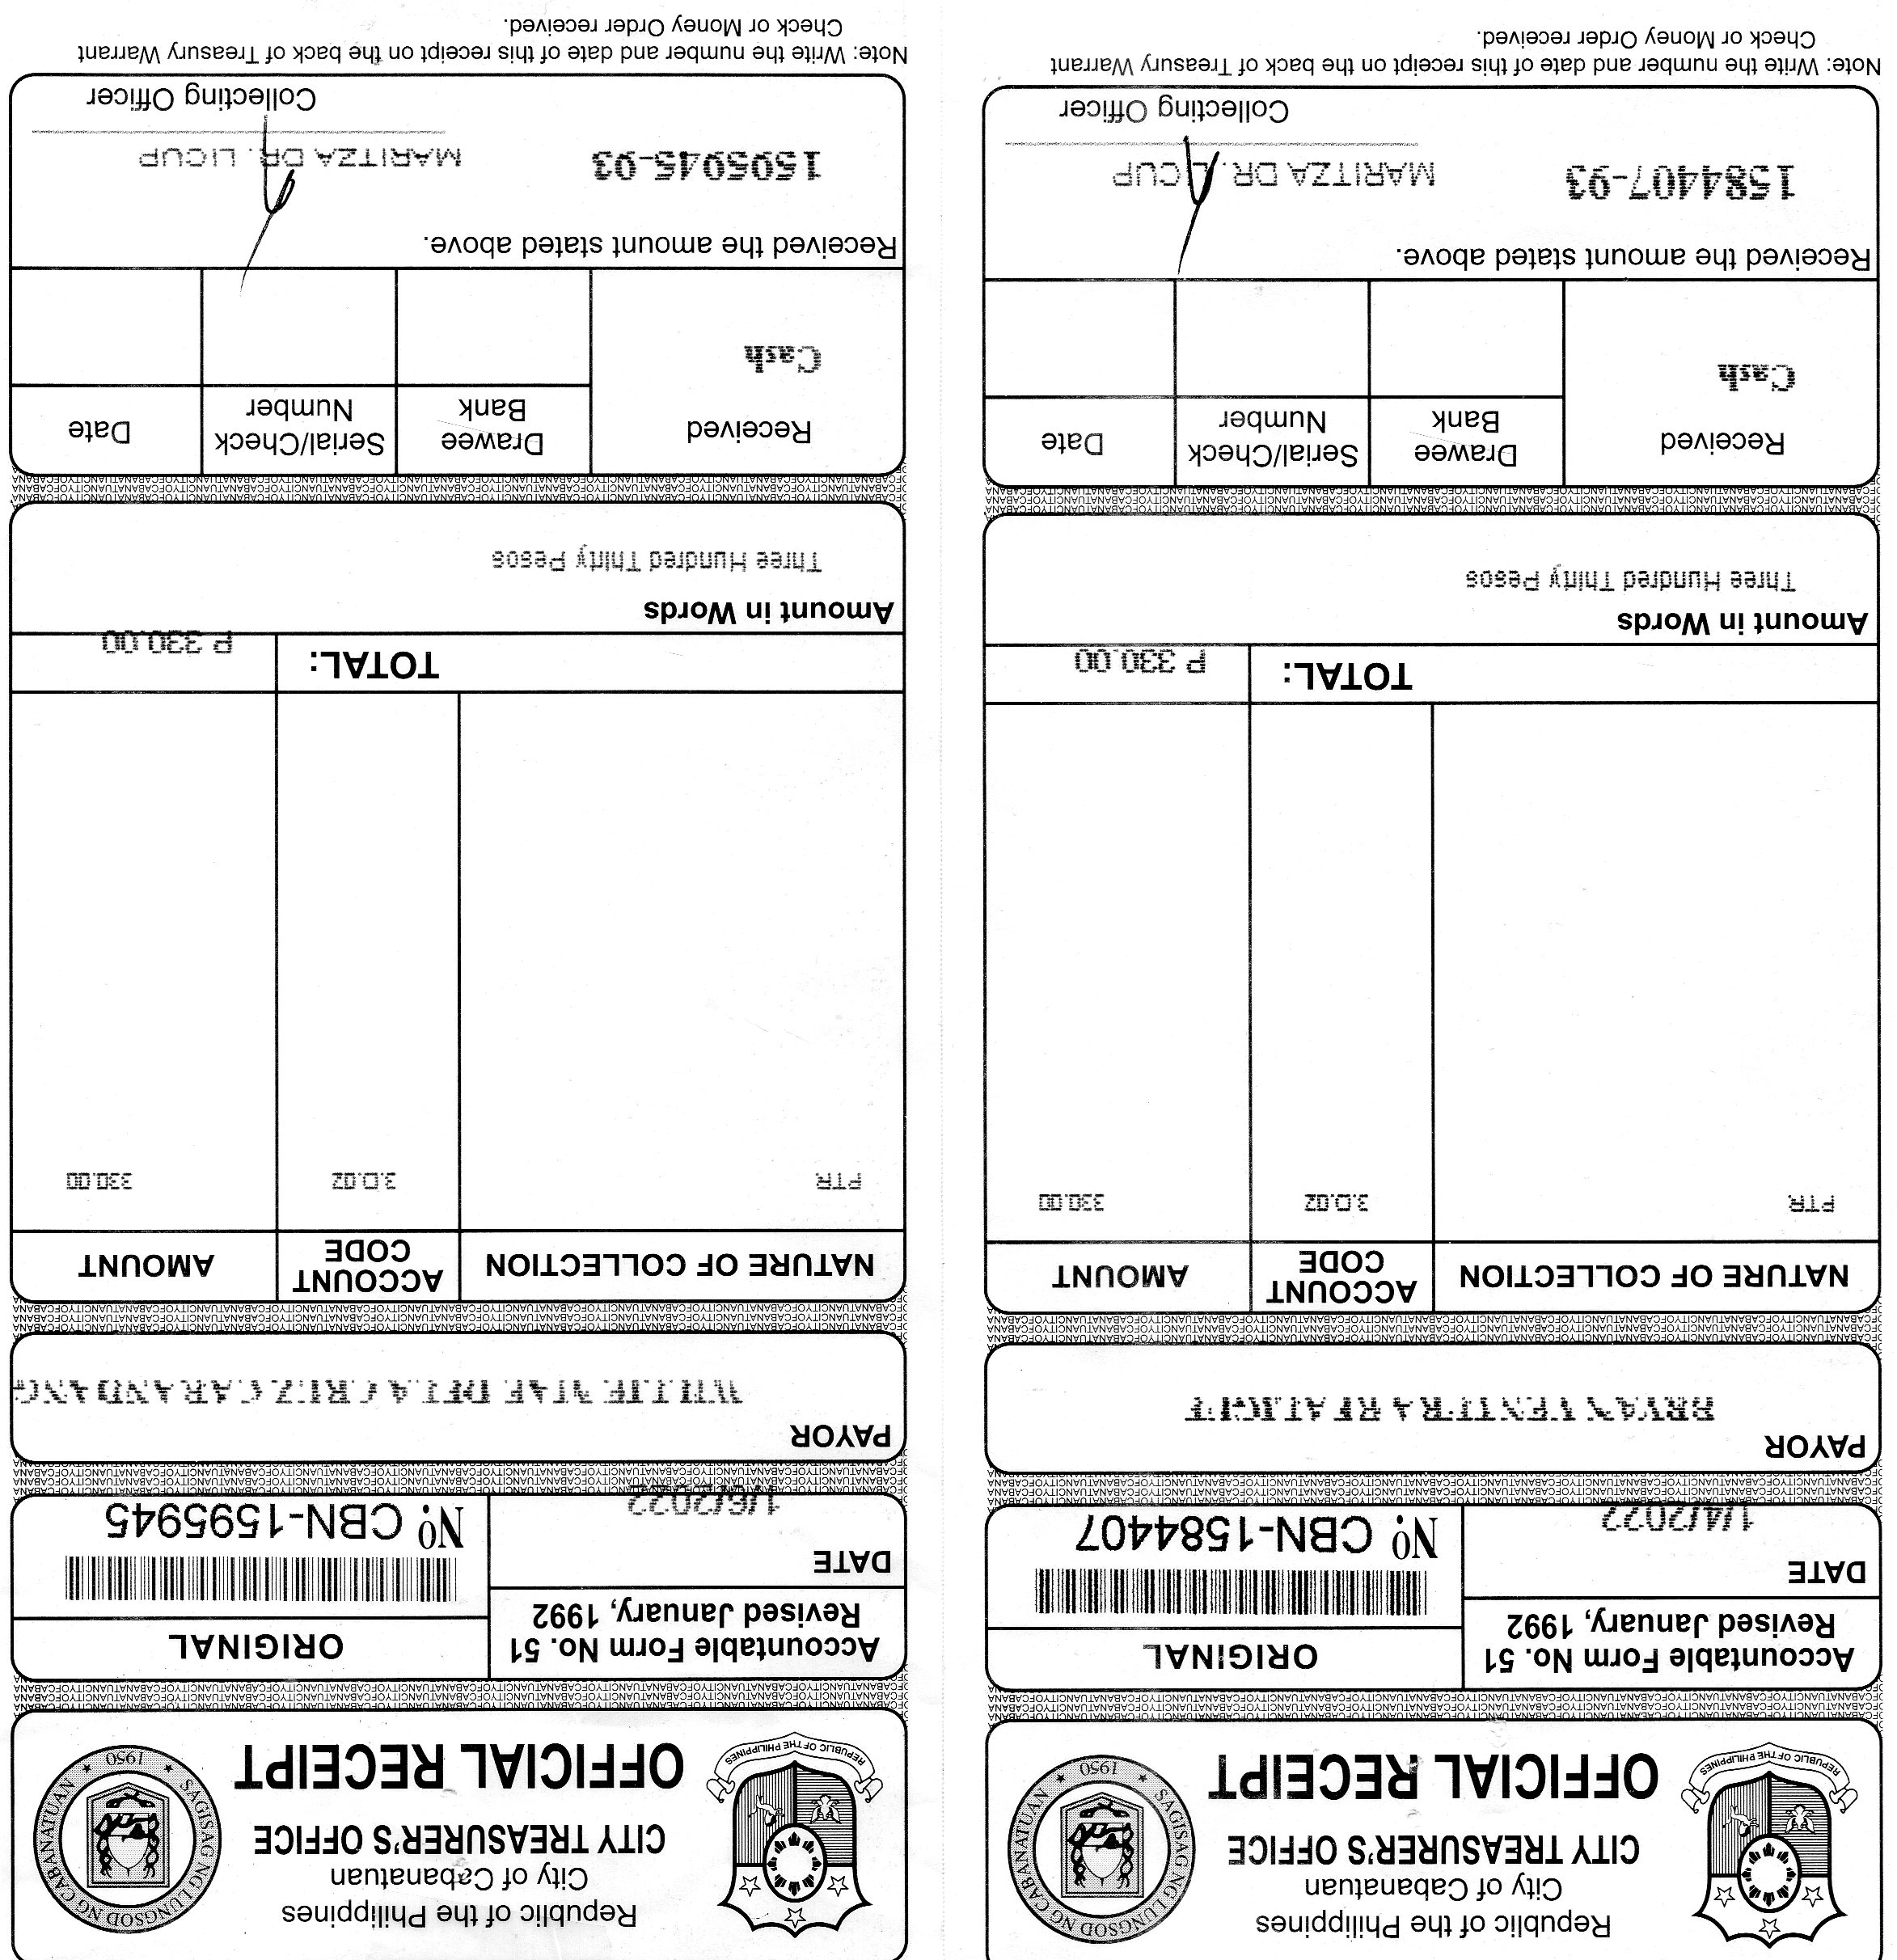 Republic of the Philippines
City of Cabanatuan
CITY TREASURER'S OFFICE
OFFICIAL RECEIPT
REPUBLIC OF THE PHILIPPINES
SAGISAG NG LUNGSOD NG CABANATUAN
1950
Accountable Form No. 51
Revised January, 1992
ORIGINAL
DATE
1/4/2022
Nº. CBN-1584407
PAYOR
BRYAN VENTURA REALIGUE
NATURE OF COLLECTION
ACCOUNT CODE
AMOUNT
PTR 3.0.02 330.00
TOTAL: P 330.00
Amount in Words
Three Hundred Thirty Pesos
Received
Drawee Bank
Serial/Check Number
Date
Cash
Received the amount stated above.
1584407-93
MARITZA DR. LICUP
Collecting Officer
Note: Write the number and date of this receipt on the back of Treasury Warrant
Check or Money Order received.
Republic of the Philippines
City of Cabanatuan
CITY TREASURER'S OFFICE
OFFICIAL RECEIPT
REPUBLIC OF THE PHILIPPINES
SAGISAG NG LUNGSOD NG CABANATUAN
1950
Accountable Form No. 51
Revised January, 1992
ORIGINAL
DATE
1/6/2022
Nº. CBN-1595945
PAYOR
WILLIE MAE DELA CRUZ CARANDANG
NATURE OF COLLECTION
ACCOUNT CODE
AMOUNT
PTR 3.0.02 330.00
TOTAL: P 330.00
Amount in Words
Three Hundred Thirty Pesos
Received
Drawee Bank
Serial/Check Number
Date
Cash
Received the amount stated above.
1595945-93
MARITZA DR. LICUP
Collecting Officer
Note: Write the number and date of this receipt on the back of Treasury Warrant
Check or Money Order received.